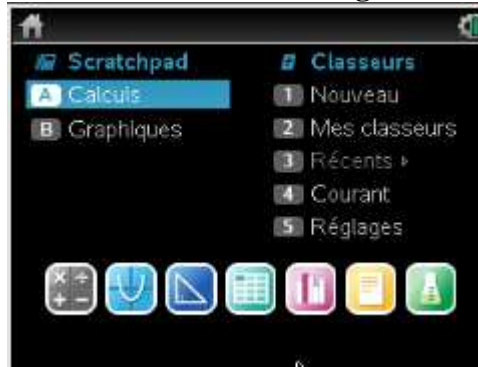 Scratchpad
A Calculs
B Graphiques
Classeurs
1 Nouveau
2 Mes classeurs
3 Récents ▸
4 Courant
5 Réglages